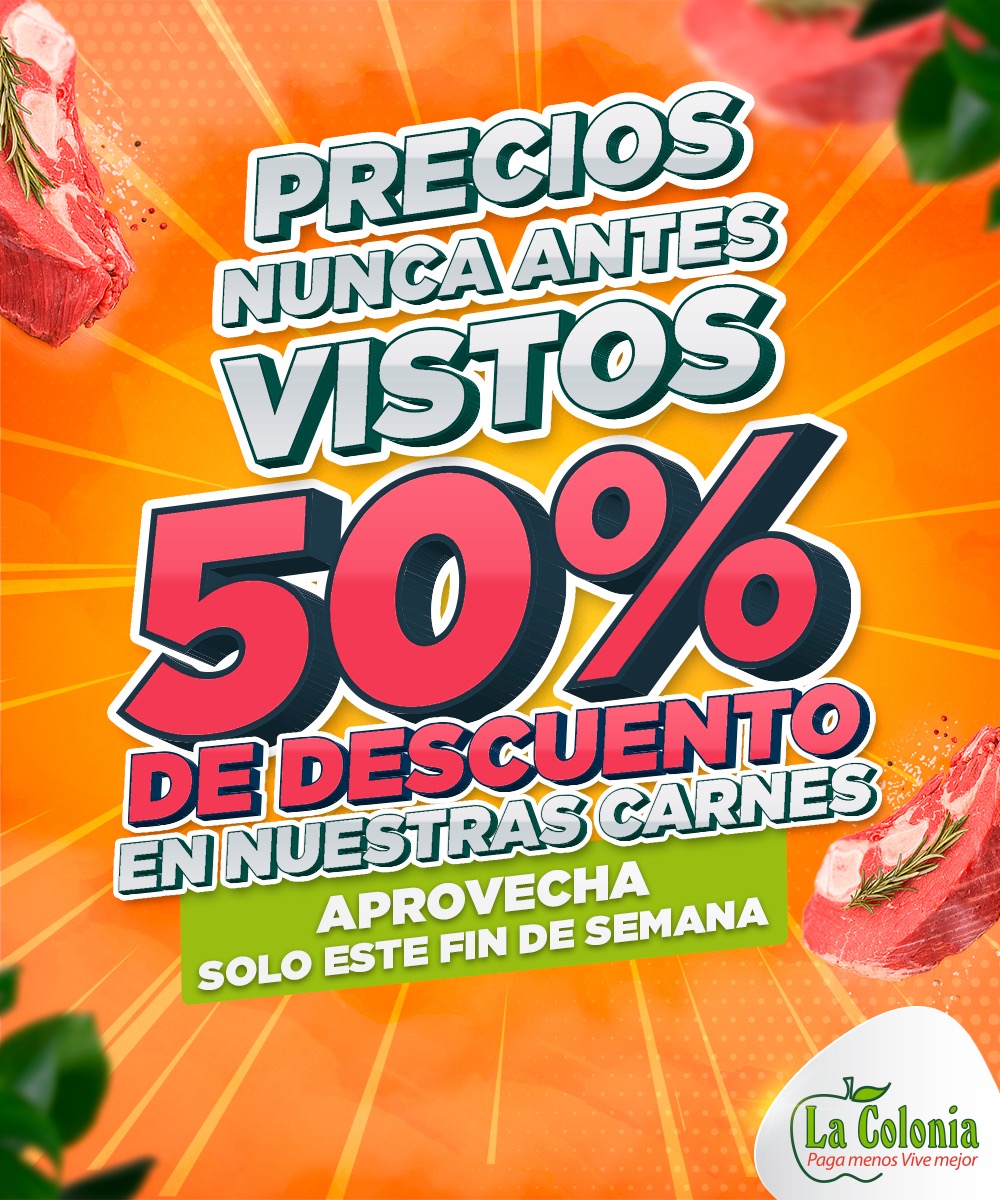 PRECIOS
NUNCA ANTES
VISTOS
50%
DE DESCUENTO
EN NUESTRAS CARNES
APROVECHA
SOLO ESTE FIN DE SEMANA
La Colonia
Paga menos Vive mejor